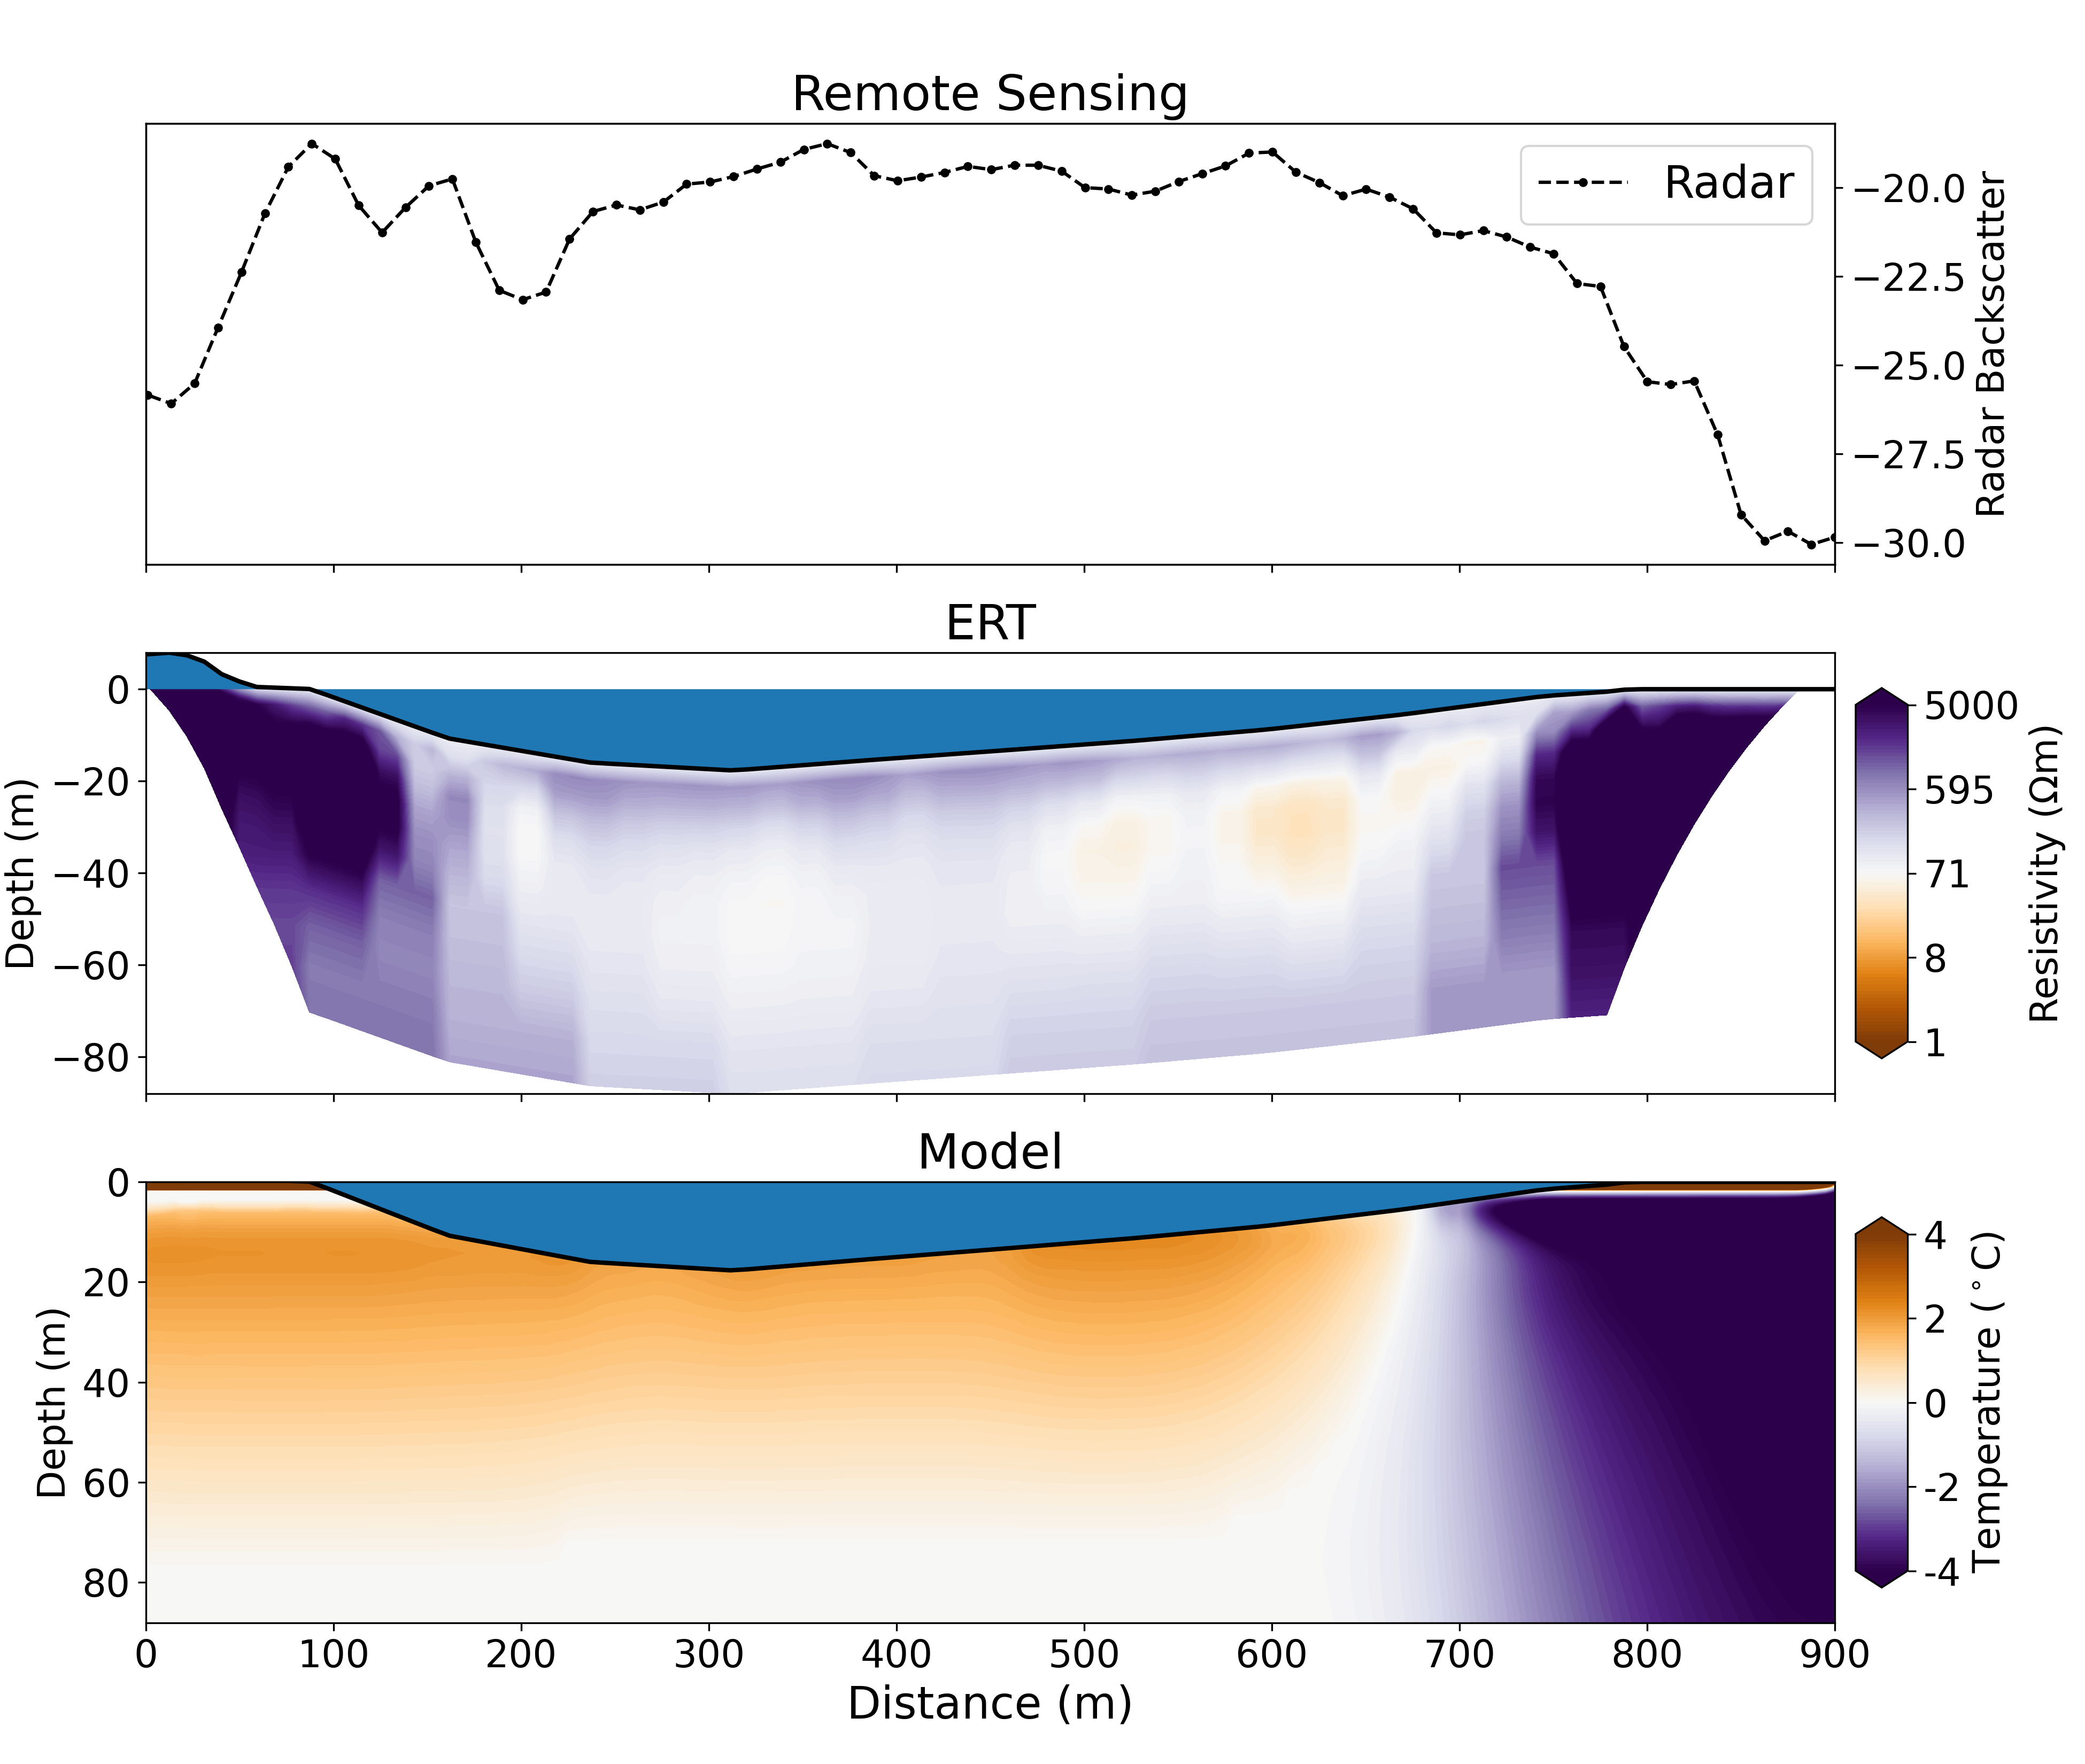 Remote Sensing
Radar
−20.0
−22.5
−25.0
−27.5
−30.0
Radar Backscatter
ERT
0
−20
−40
−60
−80
Depth (m)
5000
595
71
8
1
Resistivity (Ωm)
Model
0
20
40
60
80
Depth (m)
4
2
0
-2
-4
Temperature (°C)
0 100 200 300 400 500 600 700 800 900
Distance (m)